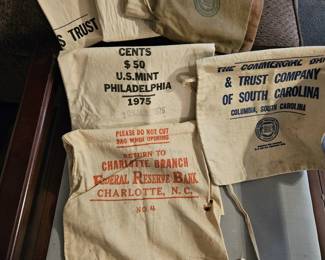 S TRUST
CENTS
$50
U.S. MINT
PHILADELPHIA
1975
THE COMMERCIAL BA
& TRUST COMPANY
OF SOUTH CAROLINA
COLUMBIA, SOUTH CAROLINA
PLEASE DO NOT CUT
BAG WHEN OPENING
RETURN TO
CHARLOTTE BRANCH
FEDERAL RESERVE BANK
CHARLOTTE, N.C.
NO. 4